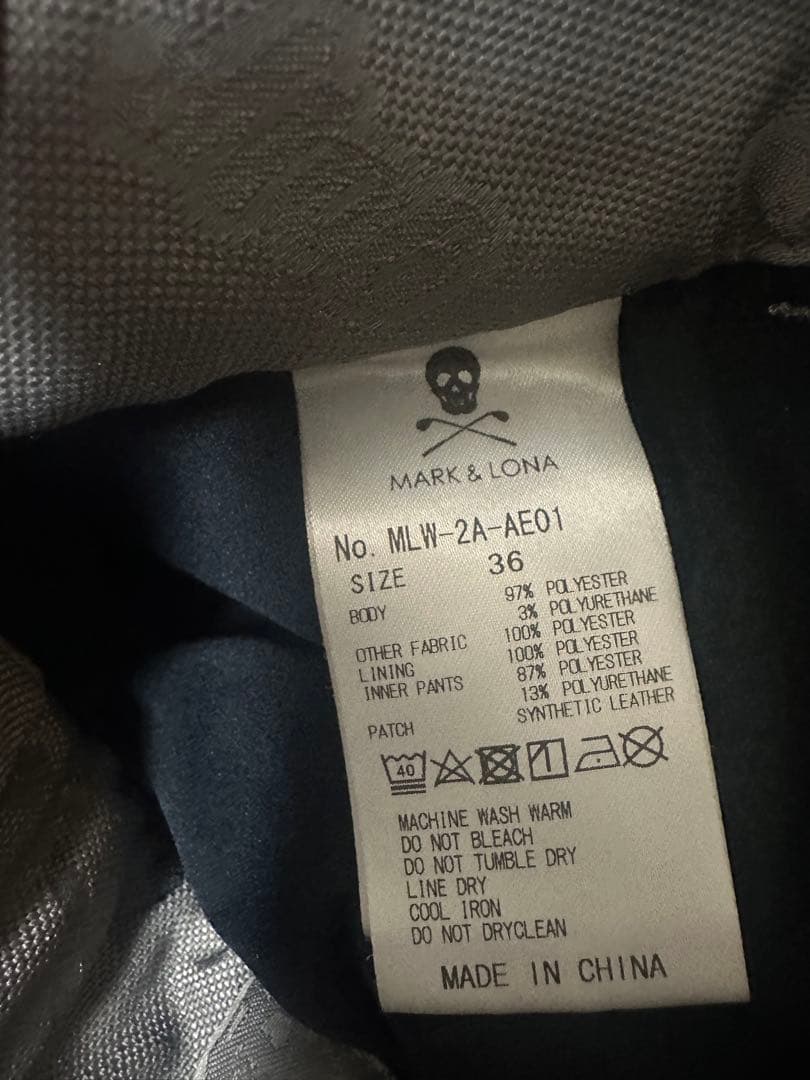 MARK & LONA
No. MLW-2A-AE01
SIZE 36
BODY 97% POLYESTER
3% POLYURETHANE
OTHER FABRIC 100% POLYESTER
LINING 100% POLYESTER
INNER PANTS 87% POLYESTER
13% POLYURETHANE
PATCH SYNTHETIC LEATHER
40
MACHINE WASH WARM
DO NOT BLEACH
DO NOT TUMBLE DRY
LINE DRY
COOL IRON
DO NOT DRYCLEAN
MADE IN CHINA